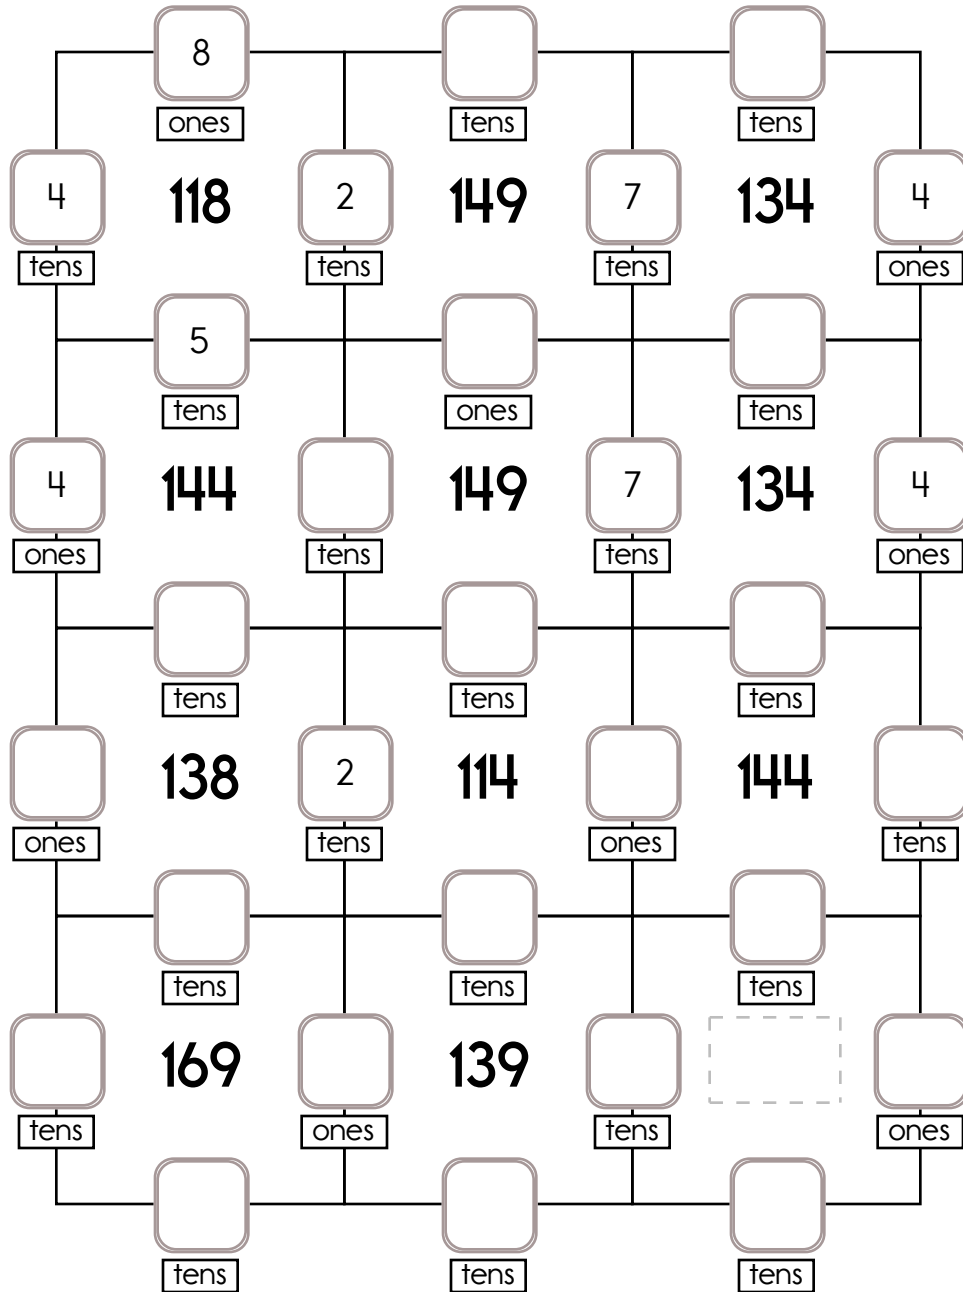 8
ones tens tens
4 118 2 149 7 134 4
tens tens tens ones
5
tens ones tens
4 144 149 7 134 4
ones tens tens ones
tens tens tens
138 2 114 144
ones tens ones tens
tens tens tens
169 139
tens ones tens ones
tens tens tens